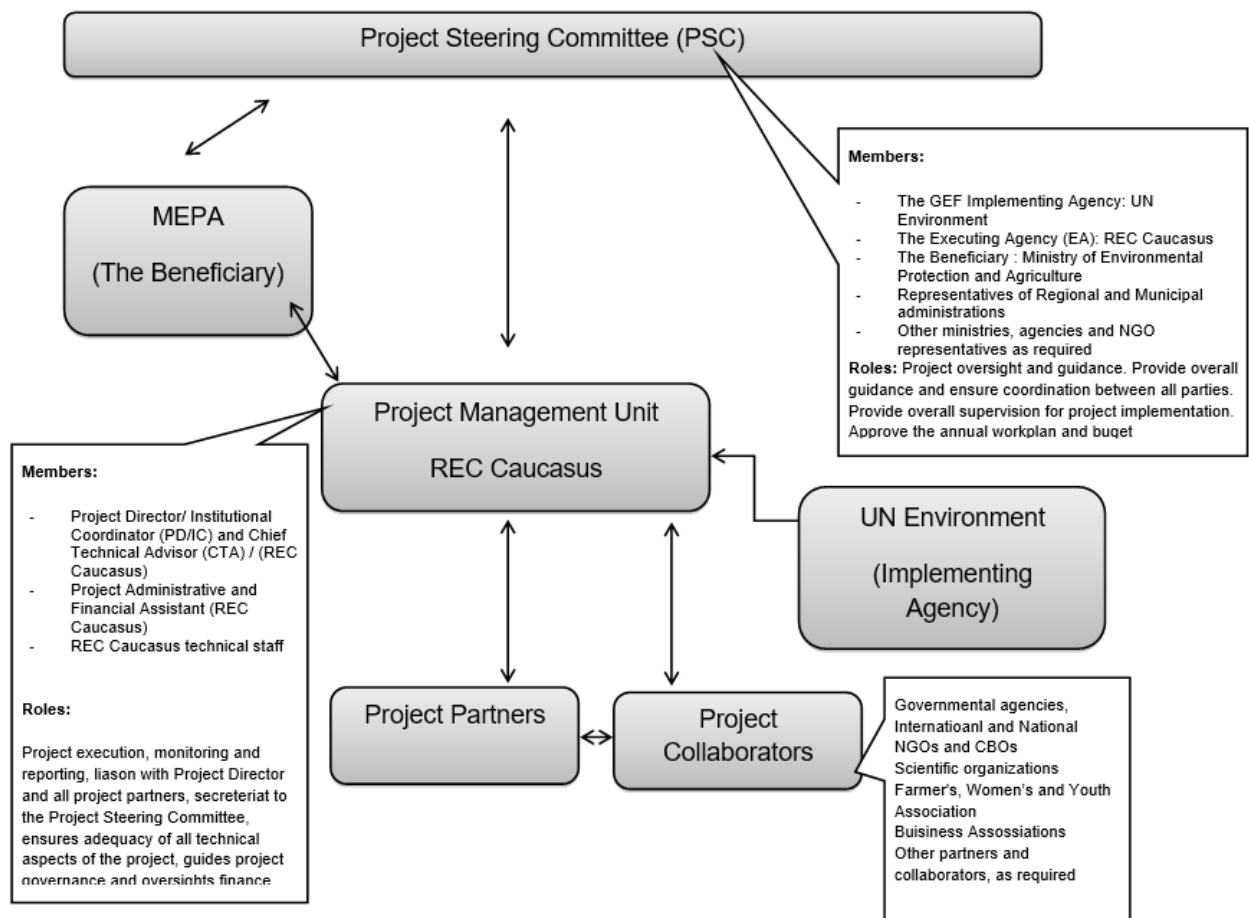 Project Steering Committee (PSC)
Members:
- The GEF Implementing Agency: UN
Environment
- The Executing Agency (EA): REC Caucasus
- The Beneficiary : Ministry of Environmental
Protection and Agriculture
- Representatives of Regional and Municipal
administrations
- Other ministries, agencies and NGO
representatives as required
Roles: Project oversight and guidance. Provide overall
guidance and ensure coordination between all parties.
Provide overall supervision for project implementation.
Approve the annual workplan and buget
MEPA
(The Beneficiary)
Project Management Unit
REC Caucasus
Members:
- Project Director/ Institutional
Coordinator (PD/IC) and Chief
Technical Advisor (CTA) / (REC
Caucasus)
- Project Administrative and
Financial Assistant (REC
Caucasus)
- REC Caucasus technical staff
Roles:
Project execution, monitoring and
reporting, liason with Project Director
and all project partners, secreteriat to
the Project Steering Committee,
ensures adequacy of all technical
aspects of the project, guides project
governance and oversights finance
UN Environment
(Implementing
Agency)
Project Partners
Project
Collaborators
Governmental agencies,
Internatioanl and National
NGOs and CBOs
Scientific organizations
Farmer's, Women's and Youth
Association
Buisiness Assossiations
Other partners and
collaborators, as required